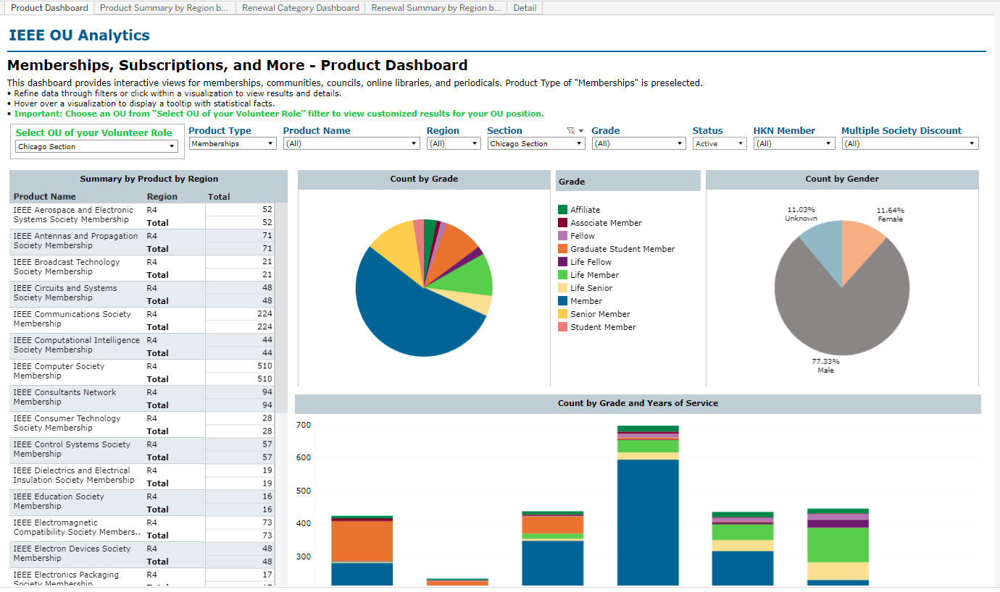 Product Dashboard
Product Summary by Region b...
Renewal Category Dashboard
Renewal Summary by Region b...
Detail
IEEE OU Analytics
Memberships, Subscriptions, and More - Product Dashboard
This dashboard provides interactive views for memberships, communities, councils, online libraries, and periodicals. Product Type of "Memberships" is preselected.
• Refine data through filters or click within a visualization to view results and details.
• Hover over a visualization to display a tooltip with statistical facts.
• Important: Choose an OU from “Select OU of your Volunteer Role” filter to view customized results for your OU position.
Select OU of your Volunteer Role
Chicago Section
Product Type
Memberships
Product Name
(All)
Region
(All)
Section
Chicago Section
Grade
(All)
Status
Active
HKN Member
(All)
Multiple Society Discount
(All)
Summary by Product by Region
Product Name Region Total
IEEE Aerospace and Electronic R4 52
Systems Society Membership Total 52
IEEE Antennas and Propagation R4 71
Society Membership Total 71
IEEE Broadcast Technology R4 21
Society Membership Total 21
IEEE Circuits and Systems R4 48
Society Membership Total 48
IEEE Communications Society R4 224
Membership Total 224
IEEE Computational Intelligence R4 44
Society Membership Total 44
IEEE Computer Society R4 510
Membership Total 510
IEEE Consultants Network R4 94
Membership Total 94
IEEE Consumer Technology R4 28
Society Membership Total 28
IEEE Control Systems Society R4 57
Membership Total 57
IEEE Dielectrics and Electrical R4 19
Insulation Society Membership Total 19
IEEE Education Society R4 16
Membership Total 16
IEEE Electromagnetic R4 73
Compatibility Society Members.. Total 73
IEEE Electron Devices Society R4 48
Membership Total 48
IEEE Electronics Packaging R4 17
Society Membership Total 17
Count by Grade
Grade
Affiliate
Associate Member
Fellow
Graduate Student Member
Life Fellow
Life Member
Life Senior
Member
Senior Member
Student Member
Count by Gender
11.03%
Unknown
11.64%
Female
77.33%
Male
Count by Grade and Years of Service
700
600
500
400
300